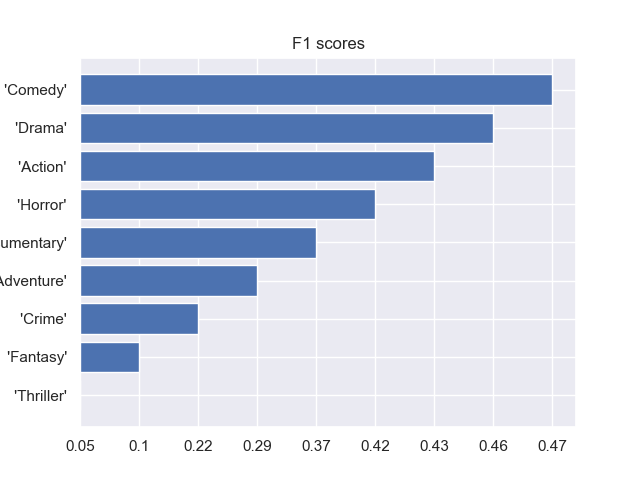 F1 scores
'Comedy'
'Drama'
'Action'
'Horror'
umentary'
Adventure'
'Crime'
'Fantasy'
'Thriller'
0.05 0.1 0.22 0.29 0.37 0.42 0.43 0.46 0.47